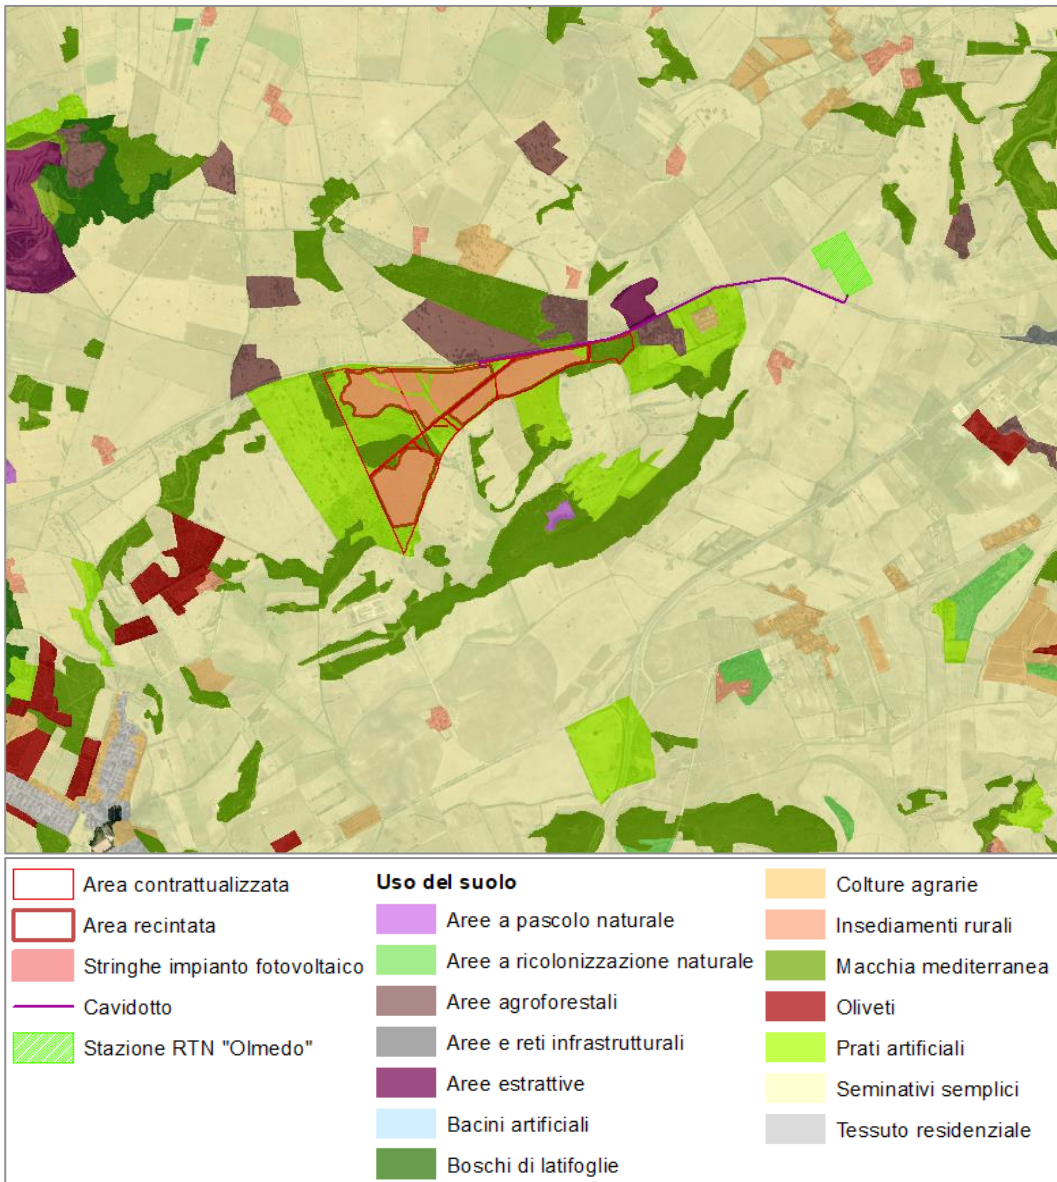 Area contrattualizzata
Area recintata
Stringhe impianto fotovoltaico
Cavidotto
Stazione RTN "Olmedo"
Uso del suolo
Aree a pascolo naturale
Aree a ricolonizzazione naturale
Aree agroforestali
Aree e reti infrastrutturali
Aree estrattive
Bacini artificiali
Boschi di latifoglie
Colture agrarie
Insediamenti rurali
Macchia mediterranea
Oliveti
Prati artificiali
Seminativi semplici
Tessuto residenziale